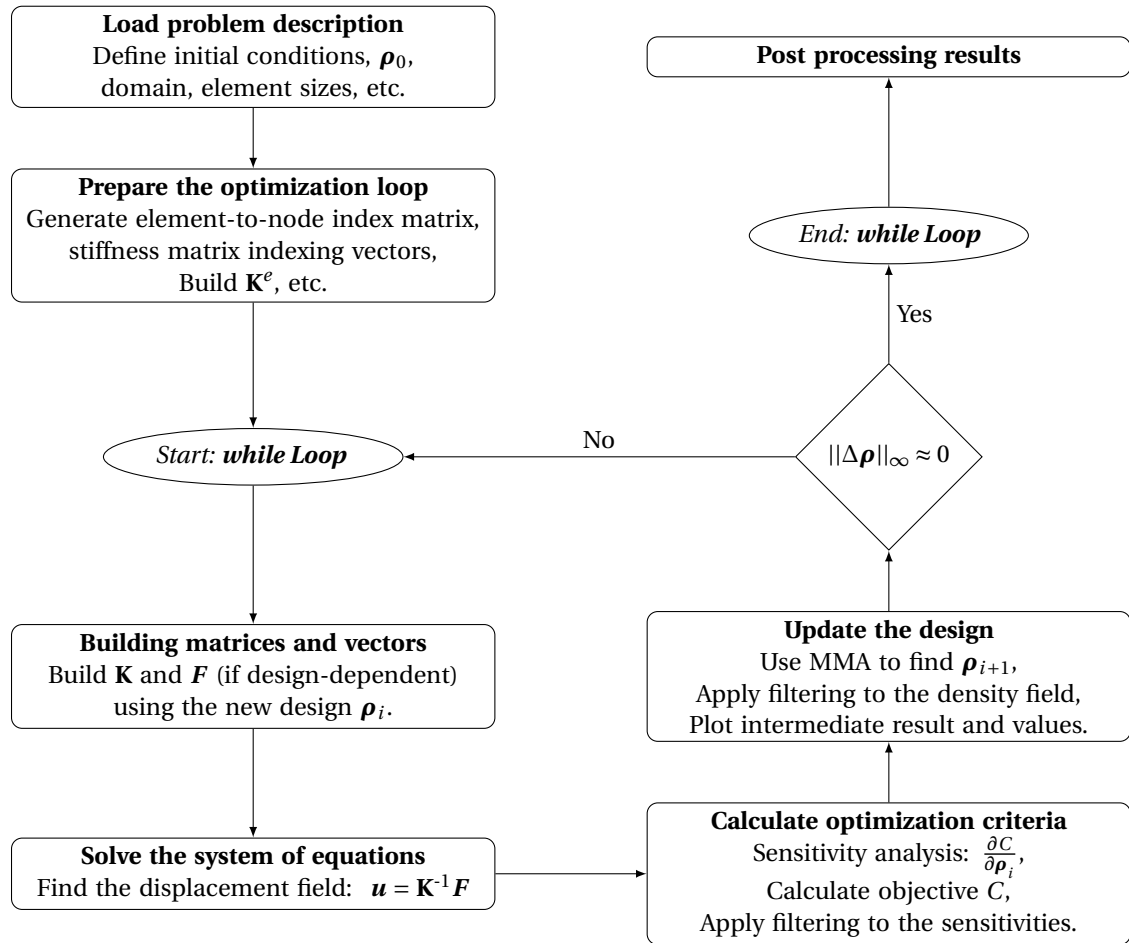 Load problem description
Define initial conditions, ρ₀,
domain, element sizes, etc.
Prepare the optimization loop
Generate element-to-node index matrix,
stiffness matrix indexing vectors,
Build Kᵉ, etc.
Start: while Loop
Building matrices and vectors
Build K and F (if design-dependent)
using the new design ρᵢ.
Solve the system of equations
Find the displacement field: u = K⁻¹F
Calculate optimization criteria
Sensitivity analysis: ∂C/∂ρᵢ,
Calculate objective C,
Apply filtering to the sensitivities.
Update the design
Use MMA to find ρᵢ₊₁,
Apply filtering to the density field,
Plot intermediate result and values.
||Δρ||∞ ≈ 0
No
Yes
End: while Loop
Post processing results